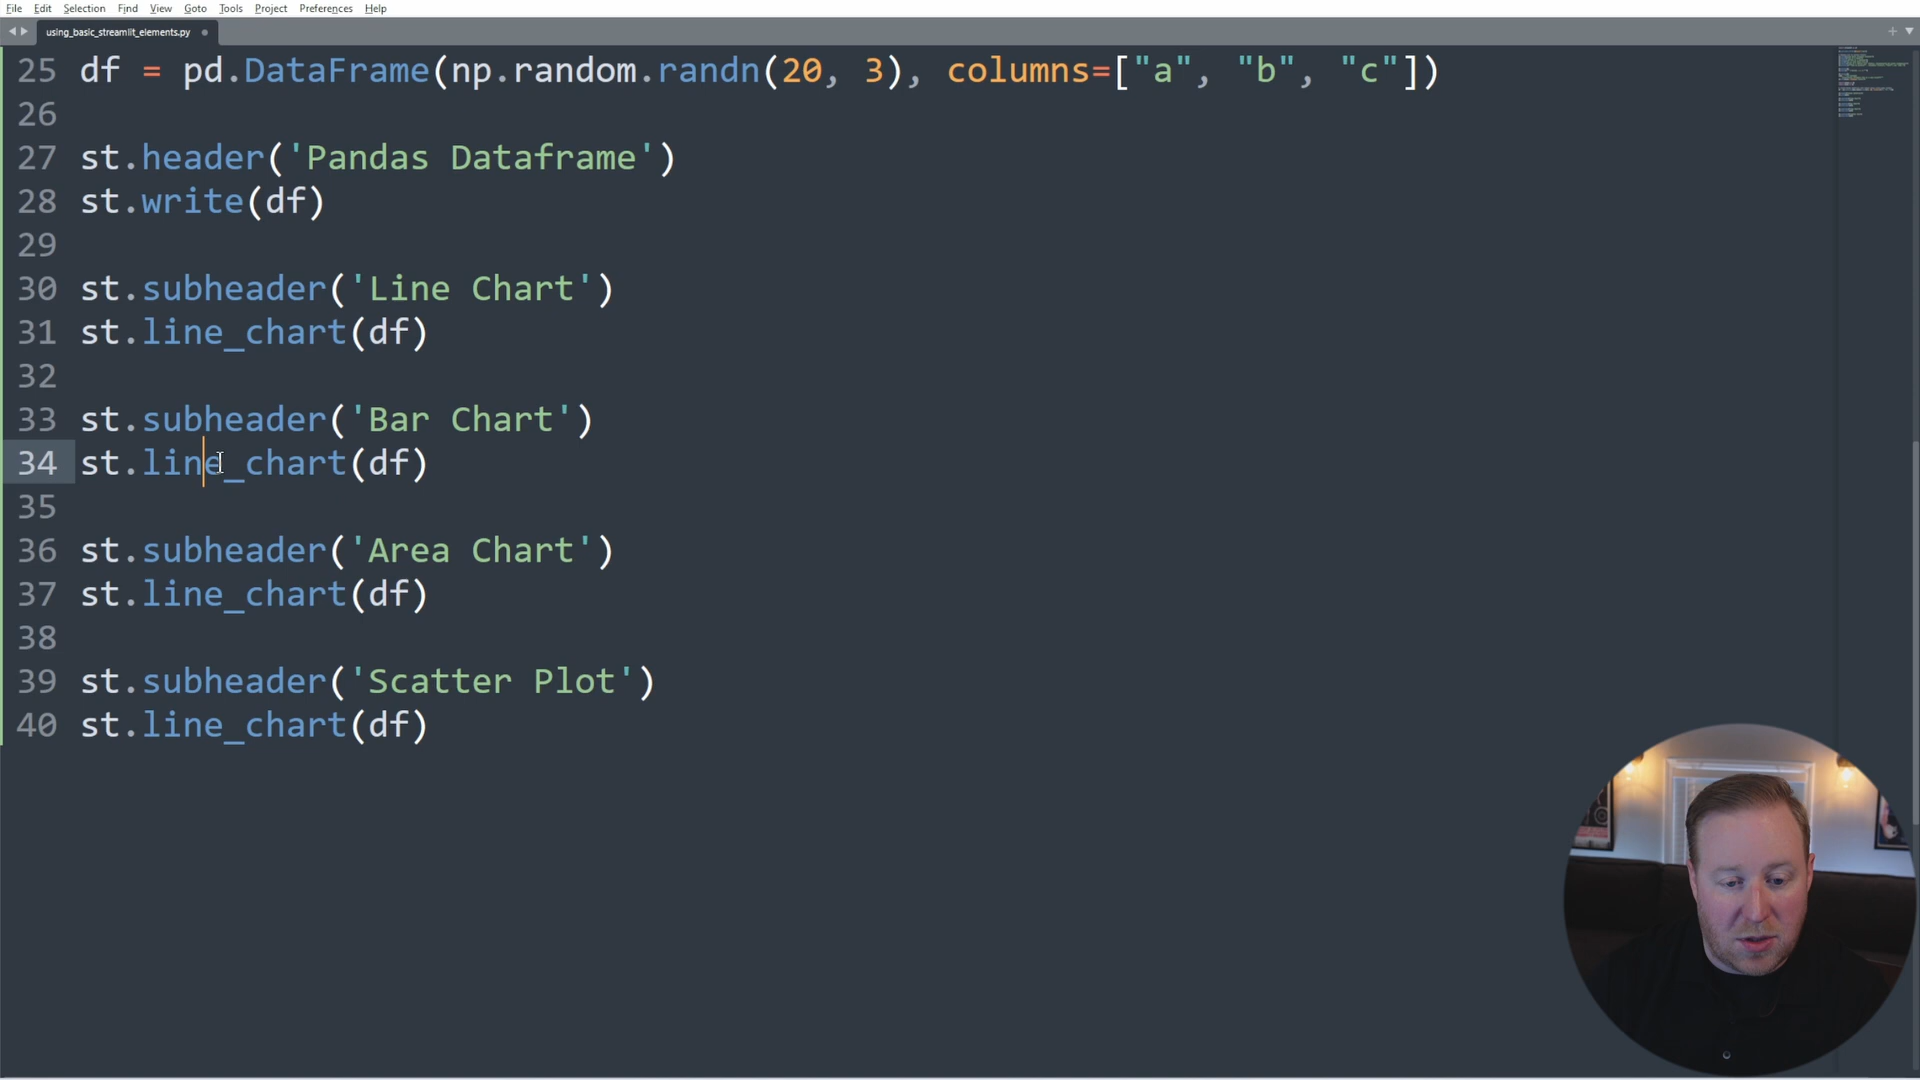 File Edit Selection Find View Goto Tools Project Preferences Help
using_basic_streamlit_elements.py
25 df = pd.DataFrame(np.random.randn(20, 3), columns=["a", "b", "c"])
26
27 st.header('Pandas Dataframe')
28 st.write(df)
29
30 st.subheader('Line Chart')
31 st.line_chart(df)
32
33 st.subheader('Bar Chart')
34 st.line_chart(df)
35
36 st.subheader('Area Chart')
37 st.line_chart(df)
38
39 st.subheader('Scatter Plot')
40 st.line_chart(df)